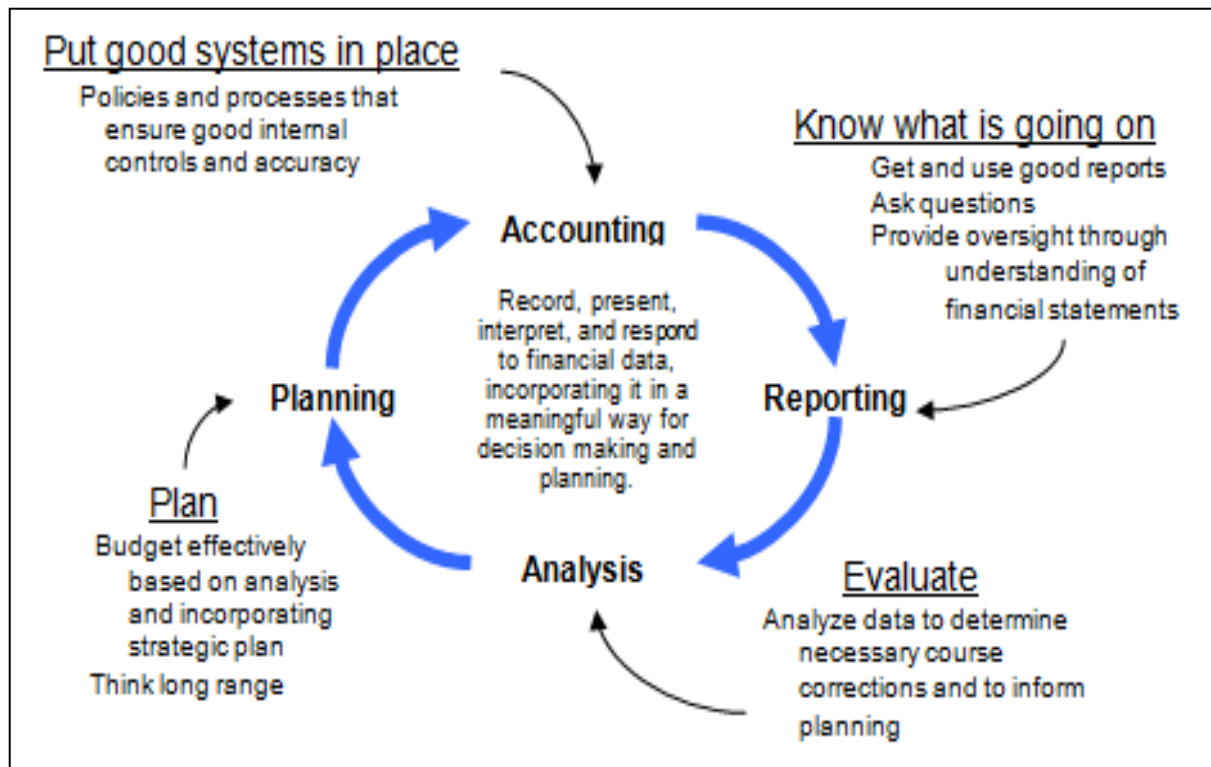 Put good systems in place
Policies and processes that
ensure good internal
controls and accuracy
Know what is going on
Get and use good reports
Ask questions
Provide oversight through
understanding of
financial statements
Accounting
Record, present,
interpret, and respond
to financial data,
incorporating it in a
meaningful way for
decision making and
planning.
Planning
Reporting
Analysis
Plan
Budget effectively
based on analysis
and incorporating
strategic plan
Think long range
Evaluate
Analyze data to determine
necessary course
corrections and to inform
planning